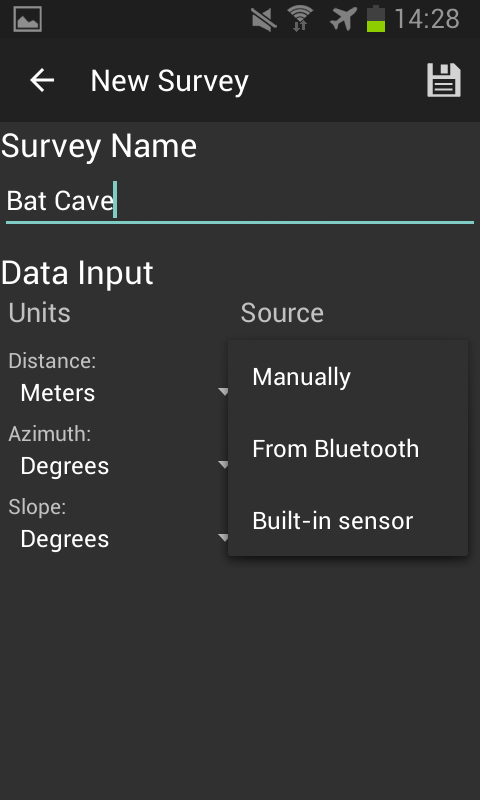 14:28
New Survey
Survey Name
Bat Cave
Data Input
Units Source
Distance:
Meters
Manually
Azimuth:
Degrees
From Bluetooth
Slope:
Degrees
Built-in sensor